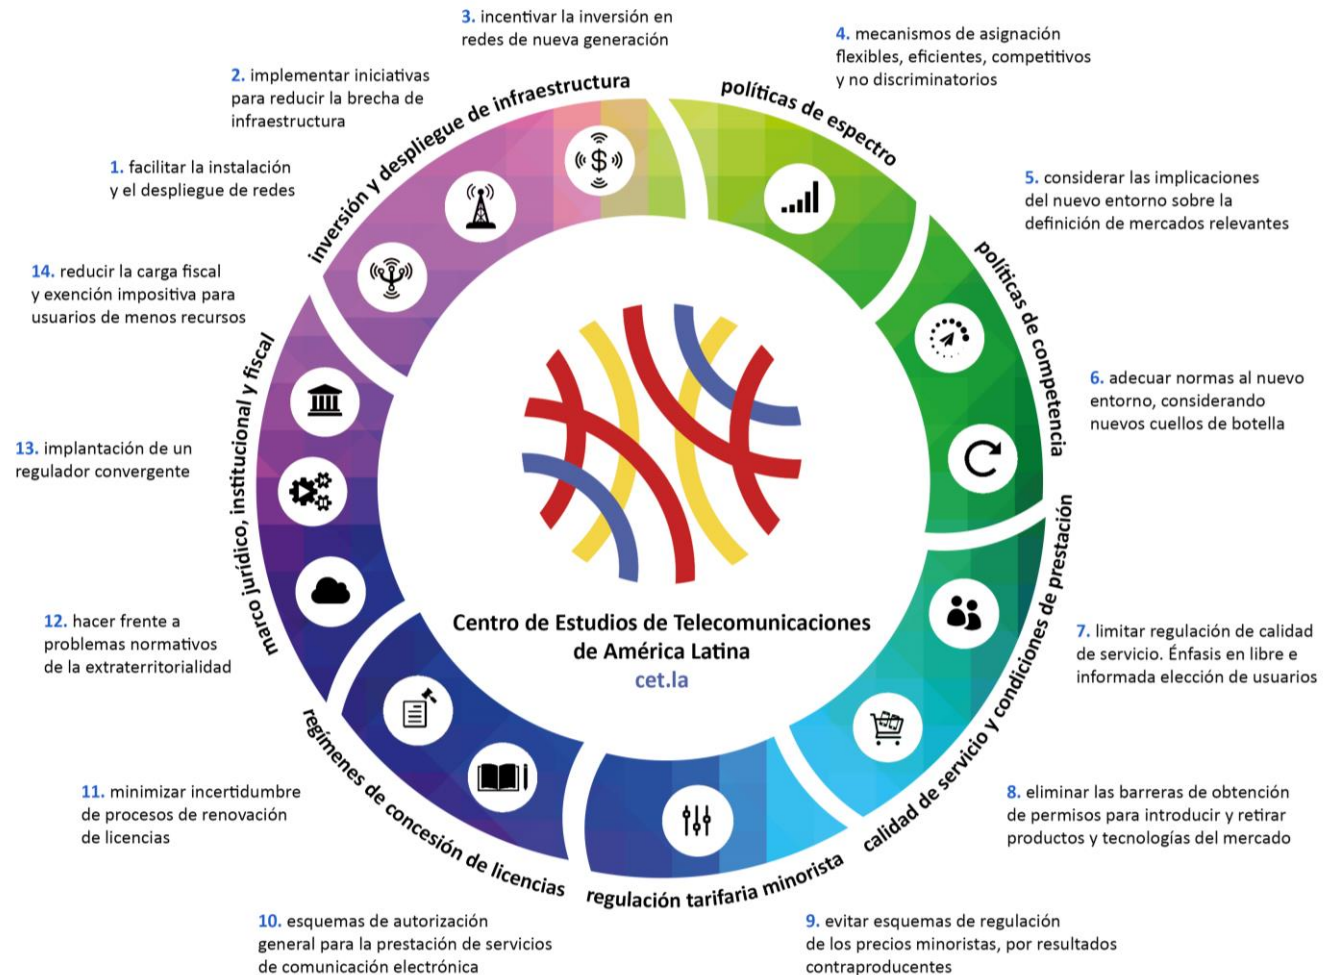 3. incentivar la inversión en
redes de nueva generación
4. mecanismos de asignación
flexibles, eficientes, competitivos
y no discriminatorios
2. implementar iniciativas
para reducir la brecha de
infraestructura
1. facilitar la instalación
y el despliegue de redes
5. considerar las implicaciones
del nuevo entorno sobre la
definición de mercados relevantes
14. reducir la carga fiscal
y exención impositiva para
usuarios de menos recursos
6. adecuar normas al nuevo
entorno, considerando
nuevos cuellos de botella
13. implantación de un
regulador convergente
12. hacer frente a
problemas normativos
de la extraterritorialidad
7. limitar regulación de calidad
de servicio. Énfasis en libre e
informada elección de usuarios
11. minimizar incertidumbre
de procesos de renovación
de licencias
8. eliminar las barreras de obtención
de permisos para introducir y retirar
productos y tecnologías del mercado
10. esquemas de autorización
general para la prestación de servicios
de comunicación electrónica
9. evitar esquemas de regulación
de los precios minoristas, por resultados
contraproducentes
inversión y despliegue de infraestructura
políticas de espectro
políticas de competencia
calidad de servicio y condiciones de prestación
regulación tarifaria minorista
regímenes de concesión de licencias
marco jurídico, institucional y fiscal
Centro de Estudios de Telecomunicaciones
de América Latina
cet.la
$